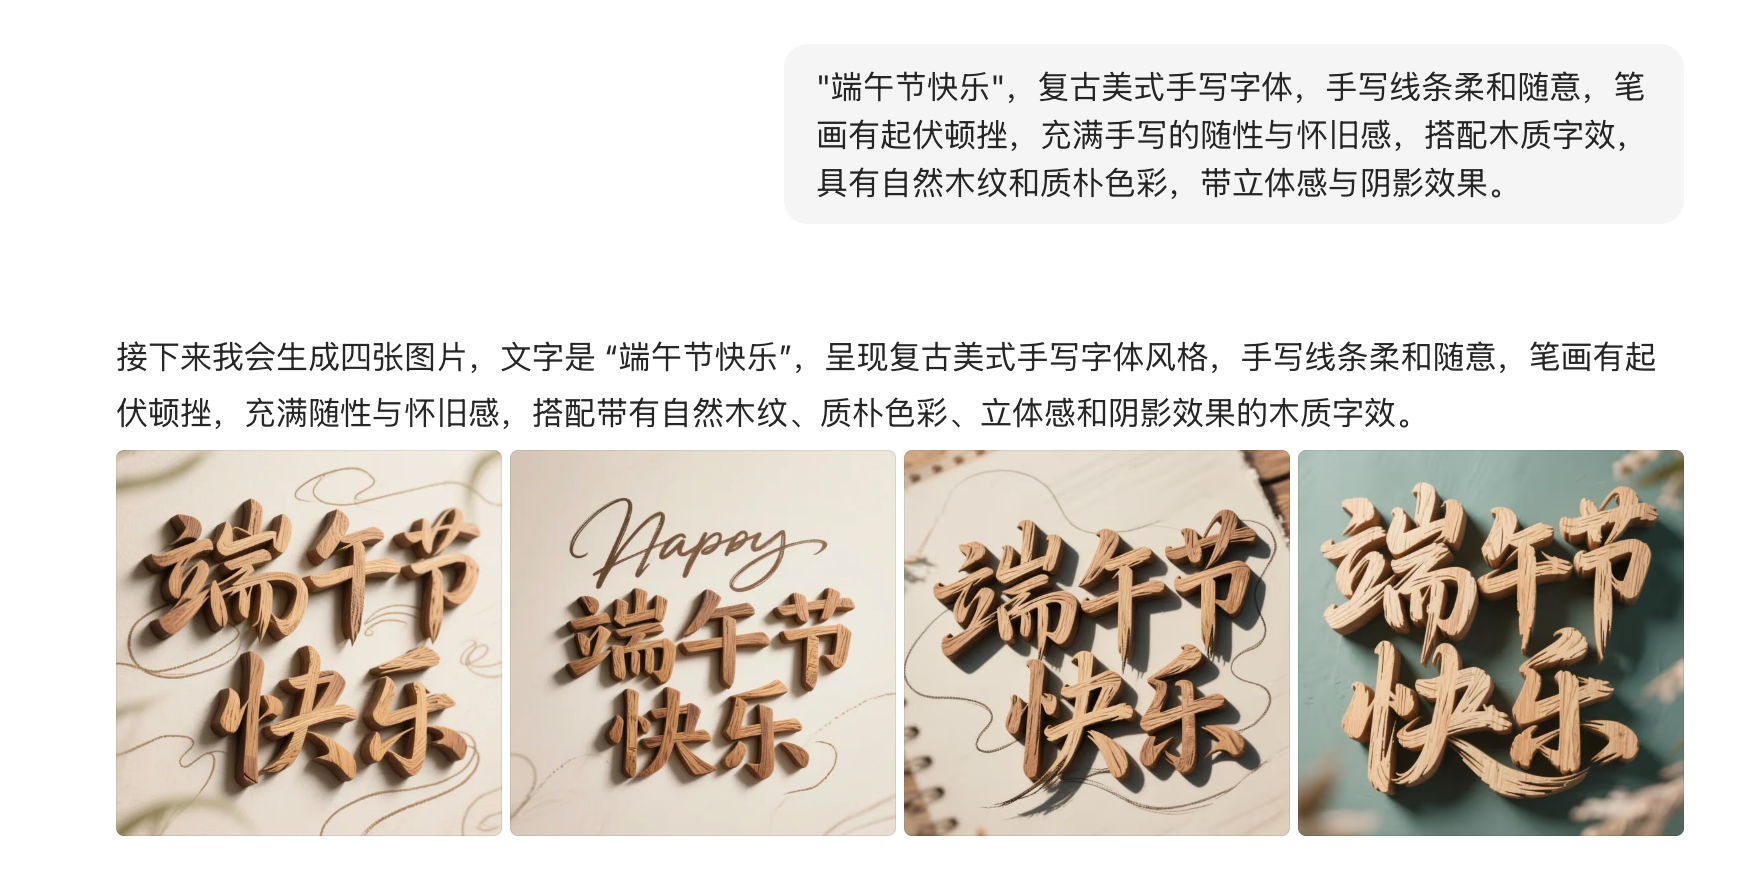 "端午节快乐"，复古美式手写字体，手写线条柔和随意，笔
画有起伏顿挫，充满手写的随性与怀旧感，搭配木质字效，
具有自然木纹和质朴色彩，带立体感与阴影效果。
接下来我会生成四张图片，文字是 “端午节快乐”，呈现复古美式手写字体风格，手写线条柔和随意，笔画有起
伏顿挫，充满随性与怀旧感，搭配带有自然木纹、质朴色彩、立体感和阴影效果的木质字效。
端午节
快乐
Napoy
端午节
快乐
端午节
快乐
端午节
快乐